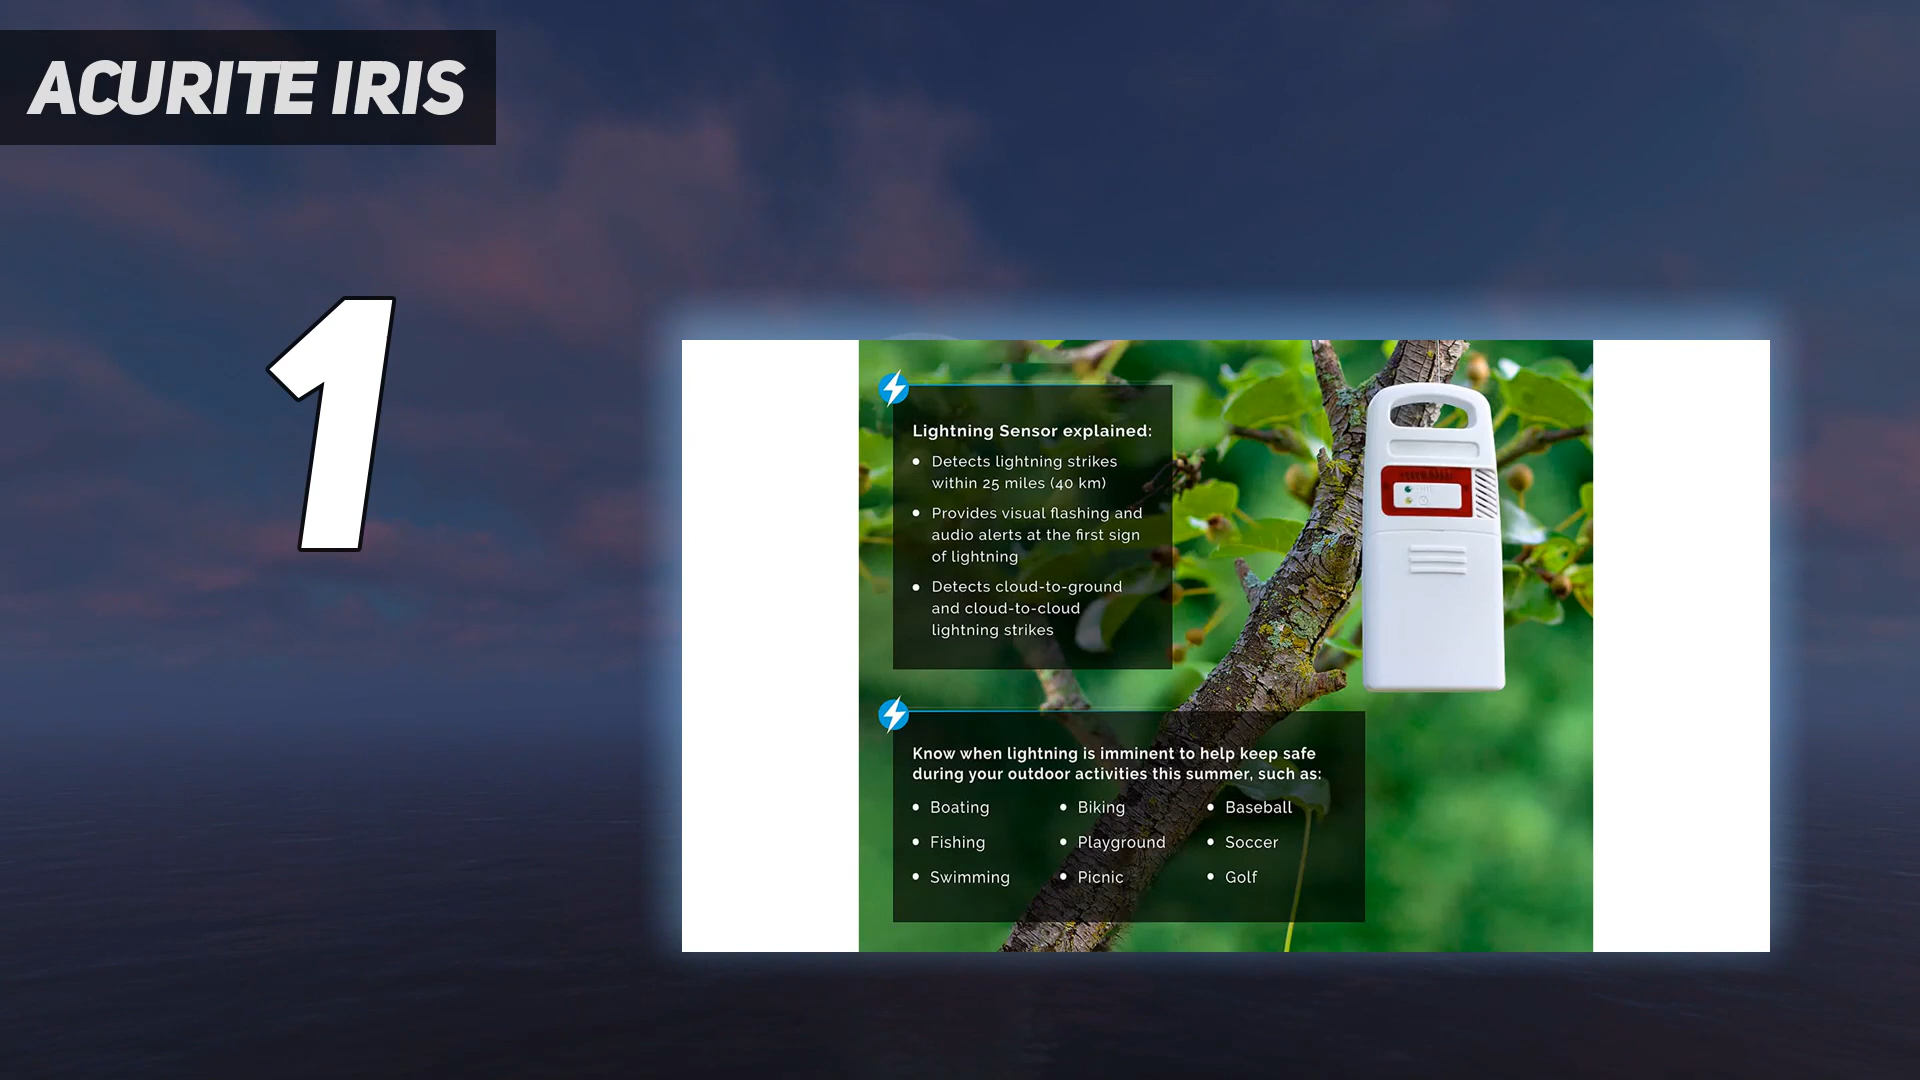 ACURITE IRIS
1
Lightning Sensor explained:
• Detects lightning strikes
within 25 miles (40 km)
• Provides visual flashing and
audio alerts at the first sign
of lightning
• Detects cloud-to-ground
and cloud-to-cloud
lightning strikes
Know when lightning is imminent to help keep safe
during your outdoor activities this summer, such as:
• Boating • Biking • Baseball
• Fishing • Playground • Soccer
• Swimming • Picnic • Golf